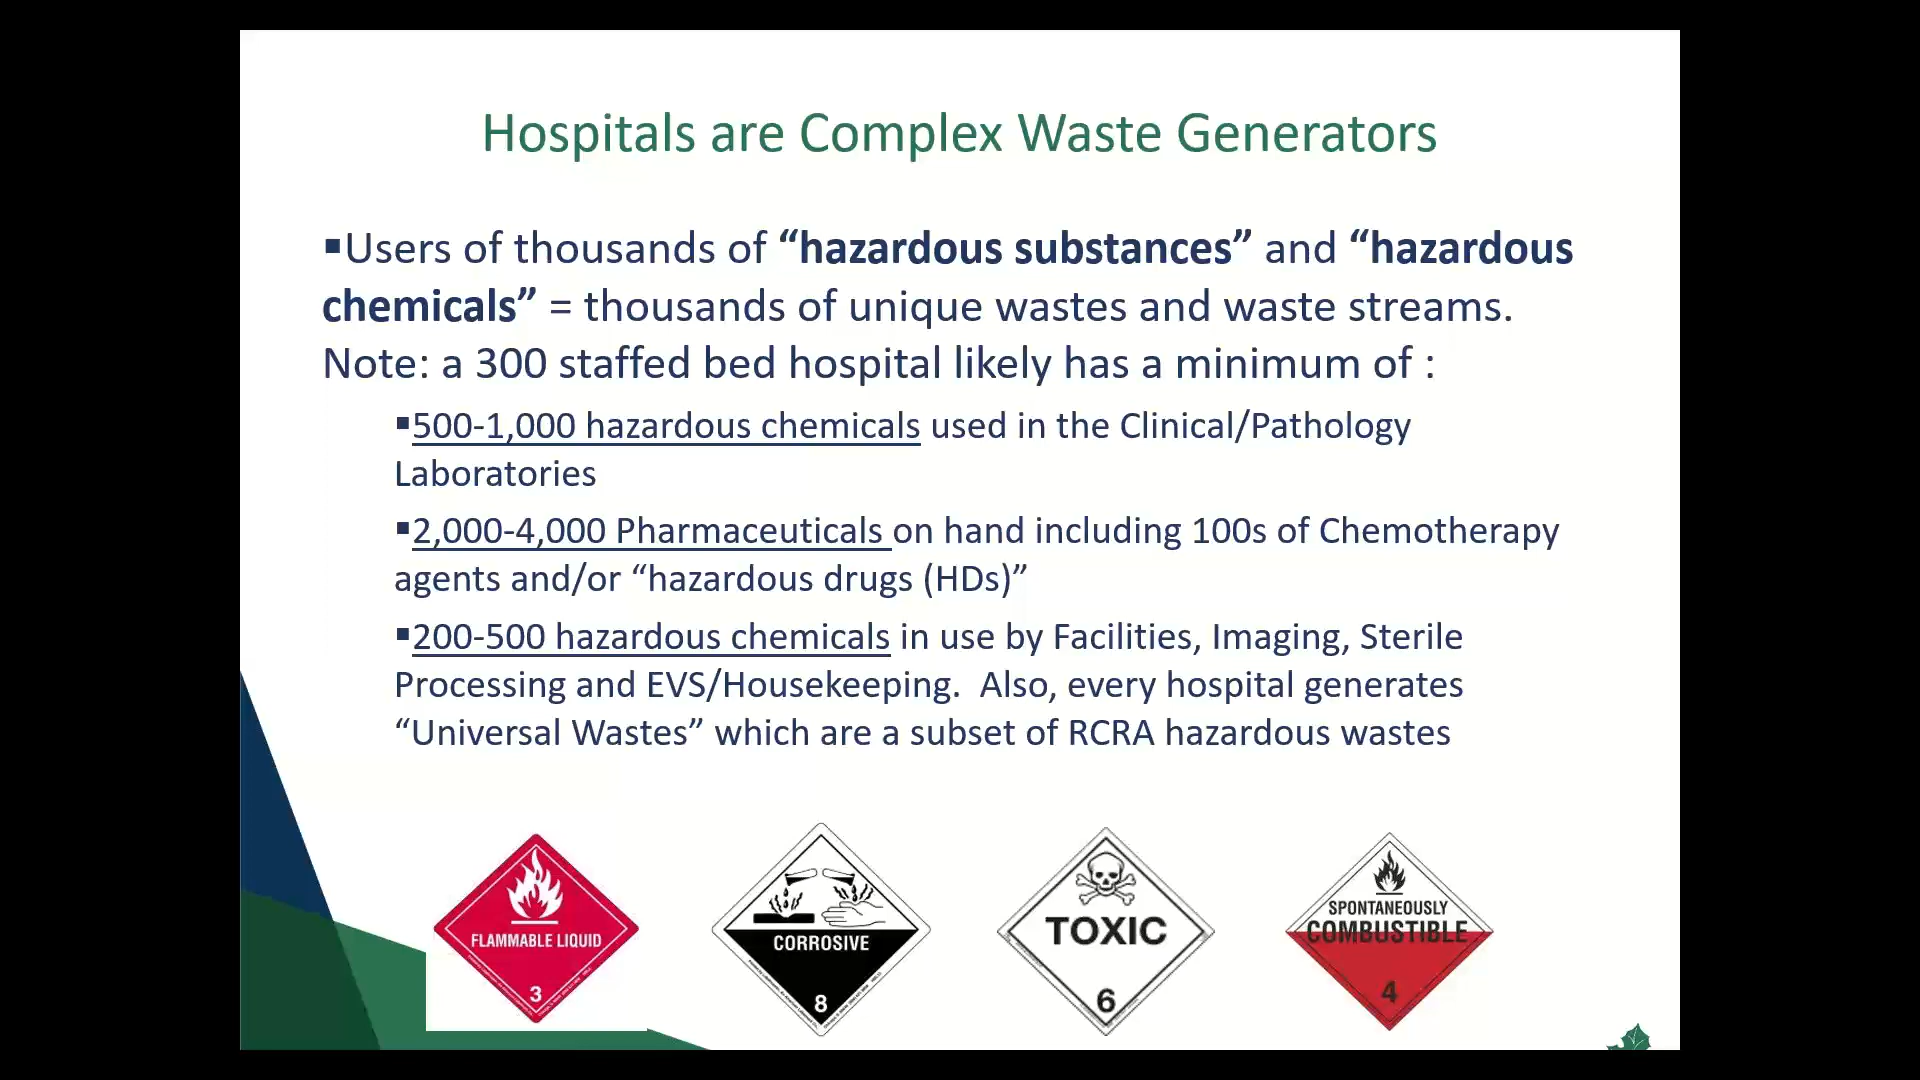 Hospitals are Complex Waste Generators
▪Users of thousands of “hazardous substances” and “hazardous
chemicals” = thousands of unique wastes and waste streams.
Note: a 300 staffed bed hospital likely has a minimum of :
▪500-1,000 hazardous chemicals used in the Clinical/Pathology
Laboratories
▪2,000-4,000 Pharmaceuticals on hand including 100s of Chemotherapy
agents and/or “hazardous drugs (HDs)”
▪200-500 hazardous chemicals in use by Facilities, Imaging, Sterile
Processing and EVS/Housekeeping.  Also, every hospital generates
“Universal Wastes” which are a subset of RCRA hazardous wastes
FLAMMABLE LIQUID
3
CORROSIVE
8
TOXIC
6
SPONTANEOUSLY
COMBUSTIBLE
4